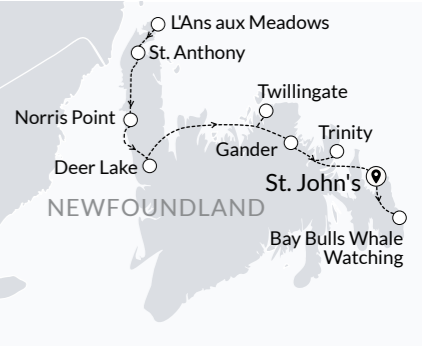 L'Ans aux Meadows
St. Anthony
Twillingate
Norris Point
Trinity
Gander
Deer Lake
St. John's
NEWFOUNDLAND
Bay Bulls Whale
Watching